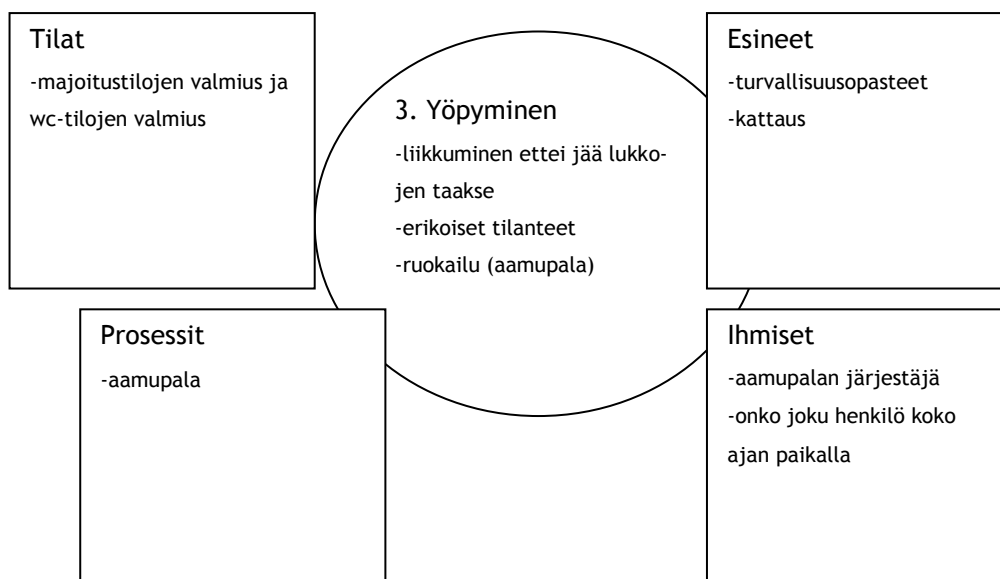 Tilat
-majoitustilojen valmius ja
wc-tilojen valmius
3. Yöpyminen
-liikkuminen ettei jää lukko-
jen taakse
-erikoiset tilanteet
-ruokailu (aamupala)
Esineet
-turvallisuusopasteet
-kattaus
Prosessit
-aamupala
Ihmiset
-aamupalan järjestäjä
-onko joku henkilö koko
ajan paikalla